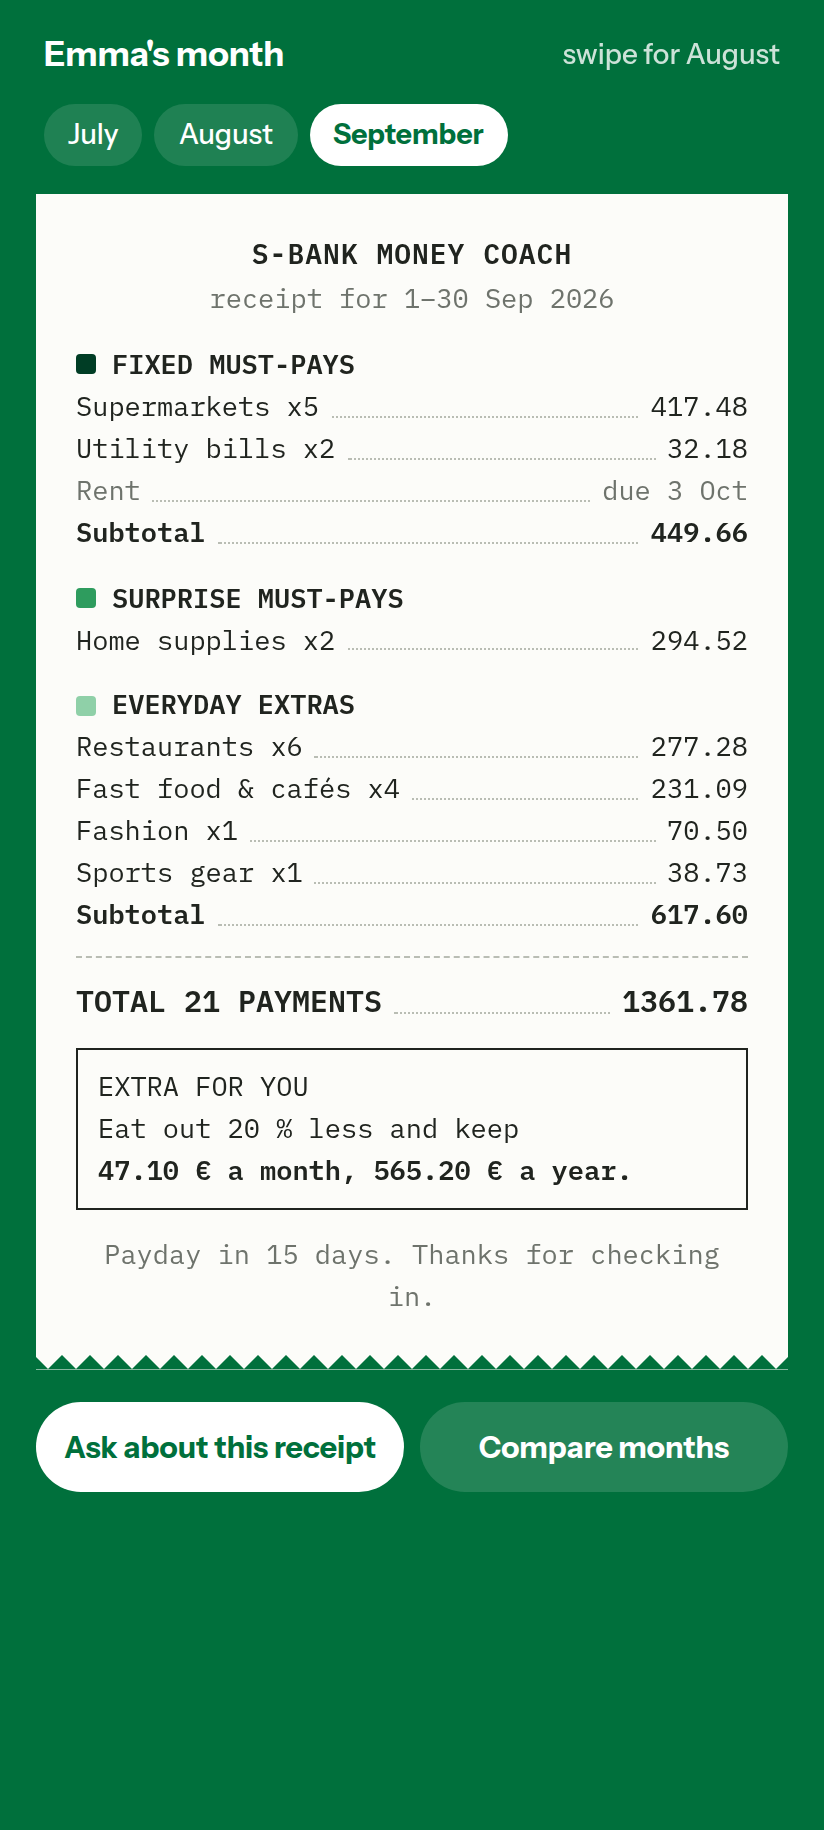 Emma's month
swipe for August
July
August
September
S-BANK MONEY COACH
receipt for 1–30 Sep 2026
FIXED MUST-PAYS
Supermarkets x5 417.48
Utility bills x2 32.18
Rent due 3 Oct
Subtotal 449.66
SURPRISE MUST-PAYS
Home supplies x2 294.52
EVERYDAY EXTRAS
Restaurants x6 277.28
Fast food & cafés x4 231.09
Fashion x1 70.50
Sports gear x1 38.73
Subtotal 617.60
TOTAL 21 PAYMENTS 1361.78
EXTRA FOR YOU
Eat out 20 % less and keep
47.10 € a month, 565.20 € a year.
Payday in 15 days. Thanks for checking
in.
Ask about this receipt
Compare months